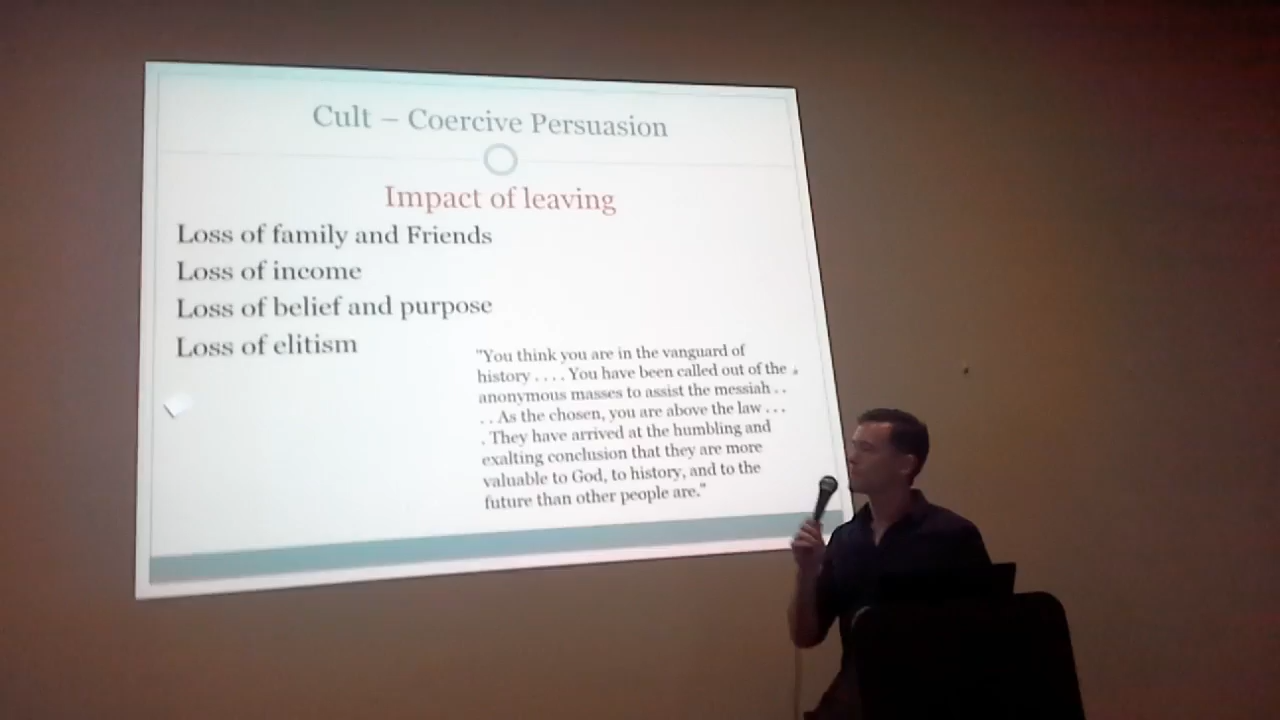 Cult – Coercive Persuasion
Impact of leaving
Loss of family and Friends
Loss of income
Loss of belief and purpose
Loss of elitism
"You think you are in the vanguard of
history . . . . You have been called out of the .
anonymous masses to assist the messiah . .
. . As the chosen, you are above the law . . .
. They have arrived at the humbling and
exalting conclusion that they are more
valuable to God, to history, and to the
future than other people are."